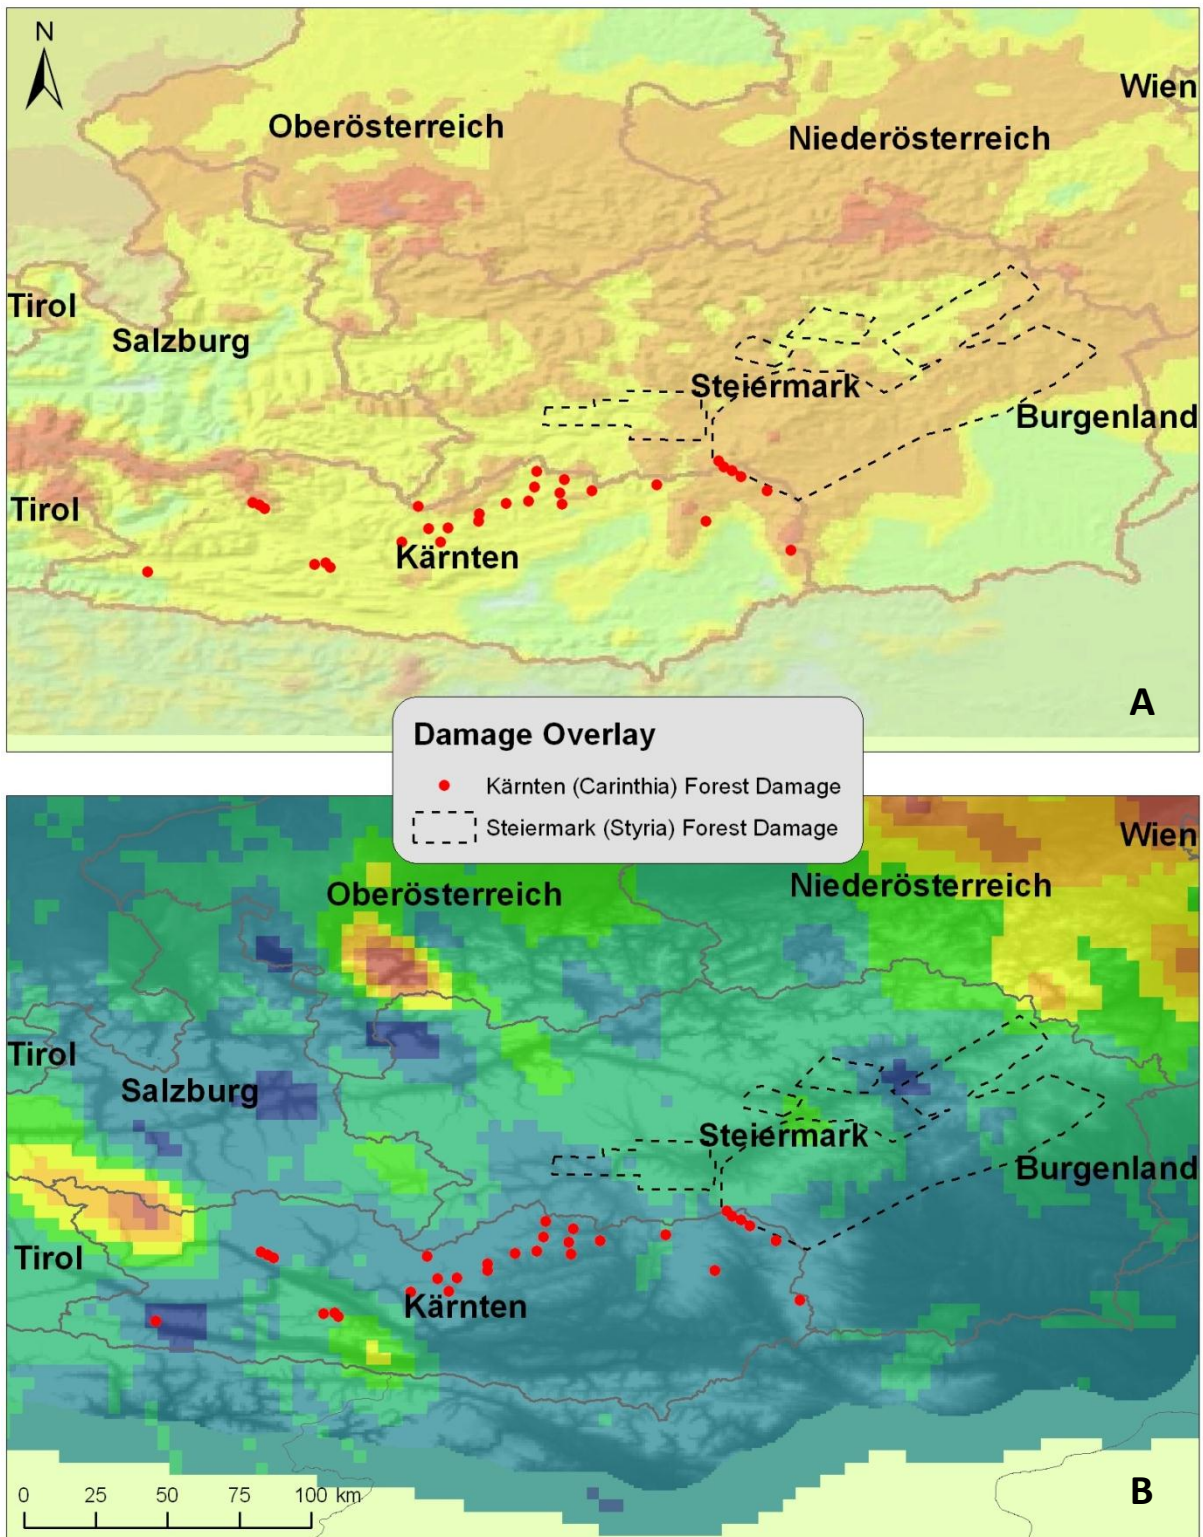 N
Wien
Oberösterreich
Niederösterreich
Tirol
Salzburg
Steiermark
Burgenland
Tirol
Kärnten
A
Damage Overlay
Kärnten (Carinthia) Forest Damage
Steiermark (Styria) Forest Damage
Wien
Oberösterreich
Niederösterreich
Tirol
Salzburg
Steiermark
Burgenland
Tirol
Kärnten
0 25 50 75 100 km
B